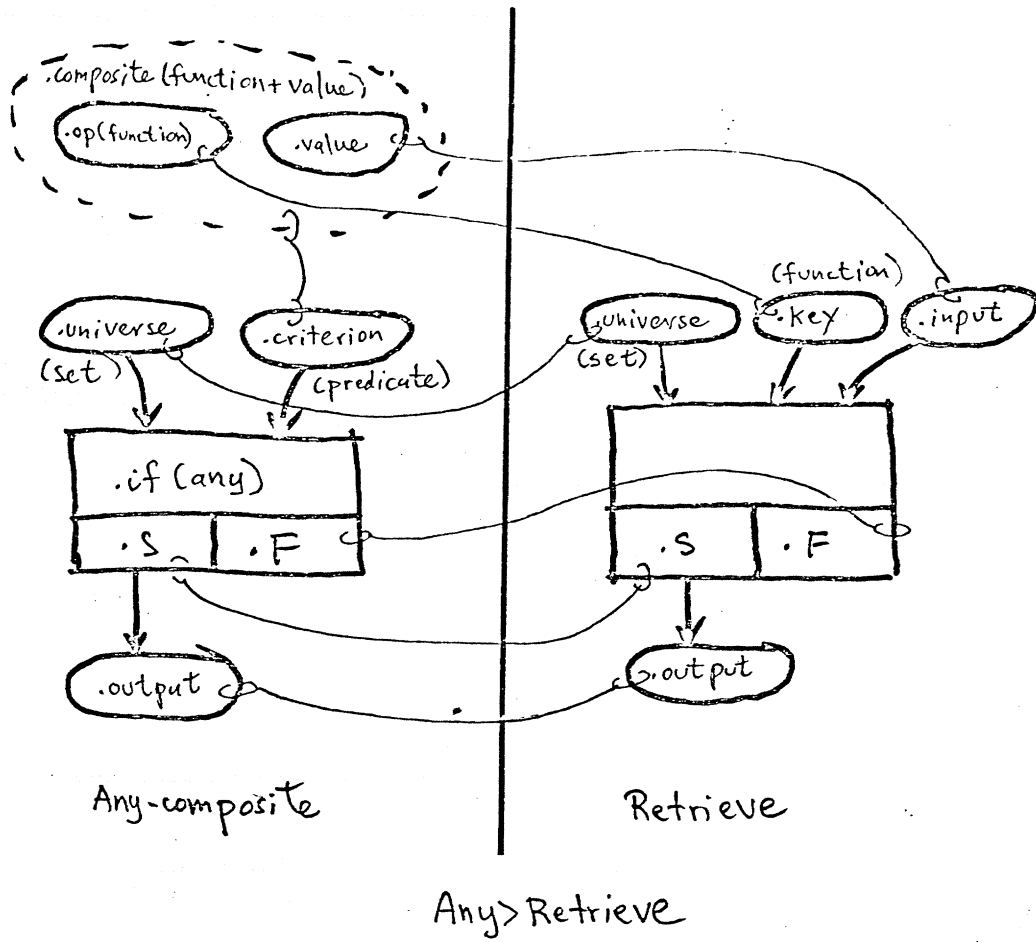 .composite(function+value)
.op(function)
.value
.universe
(set)
.criterion
(predicate)
.if (any)
.S
.F
.output
Any-composite
.universe
(set)
(function)
.key
.input
.S
.F
.output
Retrieve
Any>Retrieve